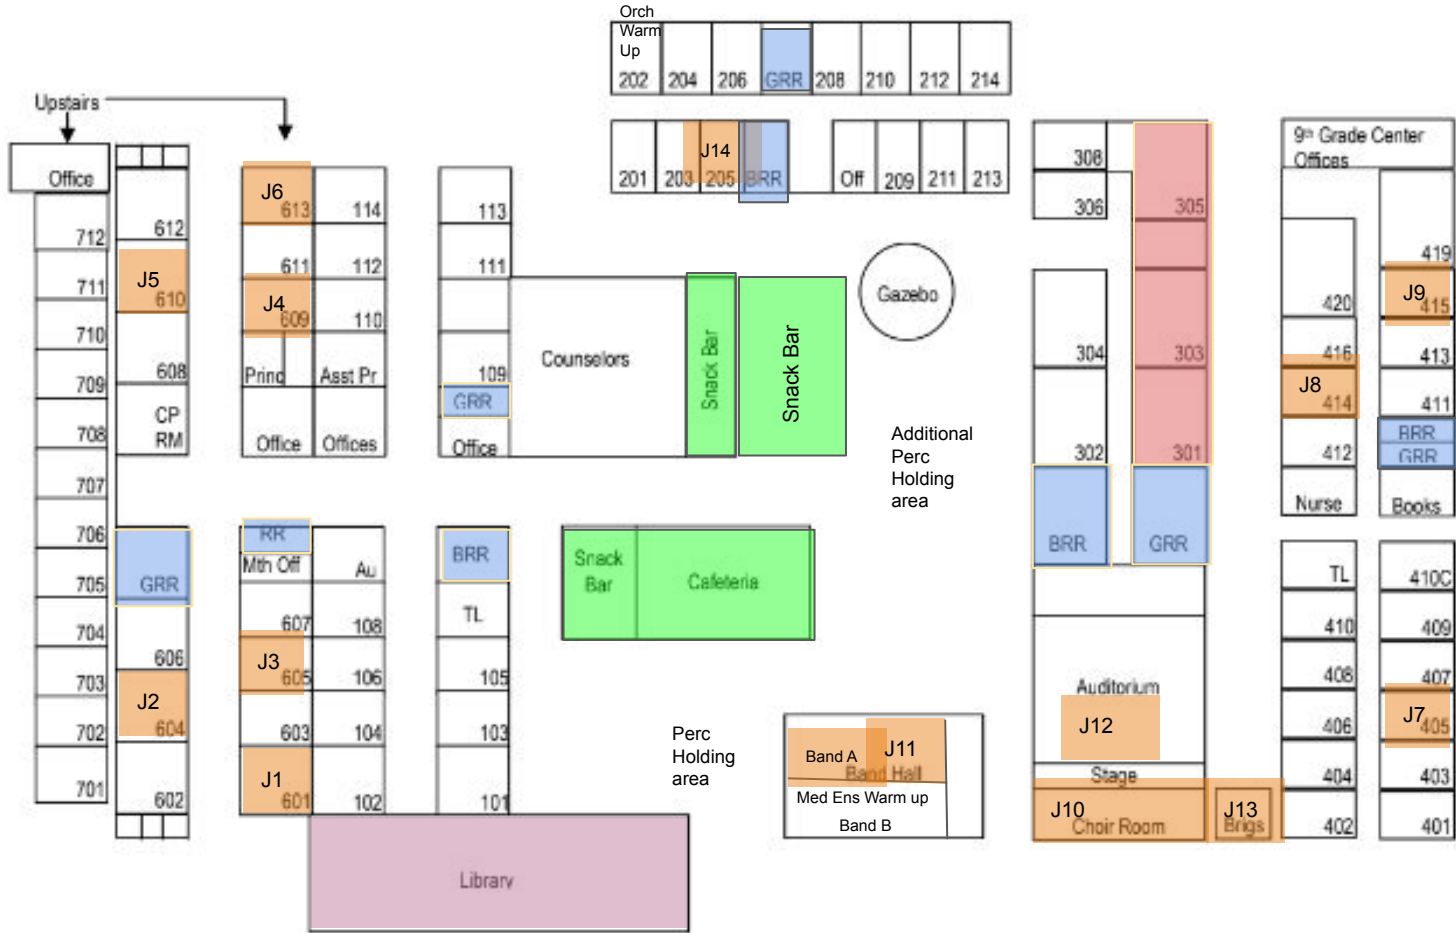 Orch
Warm
Up
202
204
206
GRR
208
210
212
214
Upstairs
201
203
J14
205
BRR
Off
209
211
213
Office
712
711
710
709
708
707
706
705
704
703
702
701
612
J5
610
608
CP
RM
GRR
606
J2
604
602
J6
613
611
J4
609
Princ
Office
114
112
110
Asst Pr
Offices
RR
Mth Off
607
J3
605
603
J1
601
Au
108
106
104
102
113
111
109
GRR
Office
BRR
TL
105
103
101
Counselors
Snack Bar
Snack Bar
Gazebo
Additional
Perc
Holding
area
Snack
Bar
Cafeteria
Perc
Holding
area
Band A
J11
Band Hall
Med Ens Warm up
Band B
Library
308
306
304
302
BRR
305
303
301
GRR
Auditorium
J12
Stage
J10
Choir Room
J13
Brigs
9th Grade Center
Offices
420
416
J8
414
412
Nurse
419
J9
415
413
411
BRR
GRR
Books
TL
410
408
406
404
402
410C
409
407
J7
405
403
401